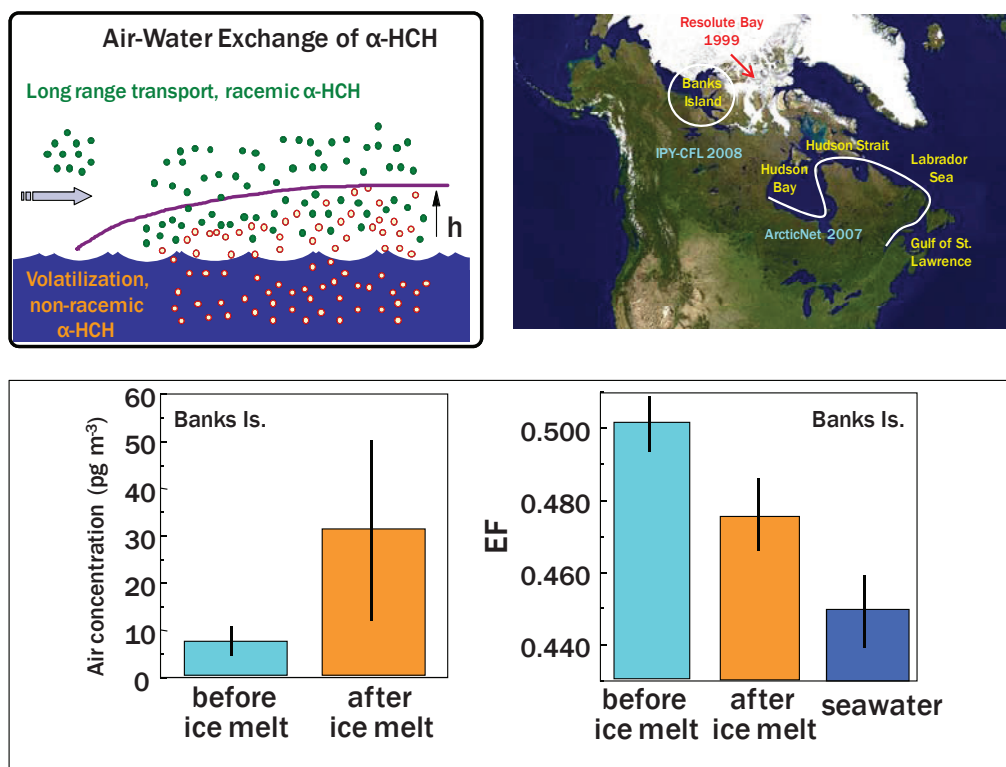 Air-Water Exchange of α-HCH
Long range transport, racemic α-HCH
h
Volatilization,
non-racemic
α-HCH
Resolute Bay
1999
Banks
Island
IPY-CFL 2008
Hudson Strait
Hudson
Bay
Labrador
Sea
ArcticNet 2007
Gulf of St.
Lawrence
Air concentration (pg m⁻³)
60
50
40
30
20
10
0
Banks Is.
before
ice melt
after
ice melt
EF
0.500
0.480
0.460
0.440
Banks Is.
before
ice melt
after
ice melt
seawater